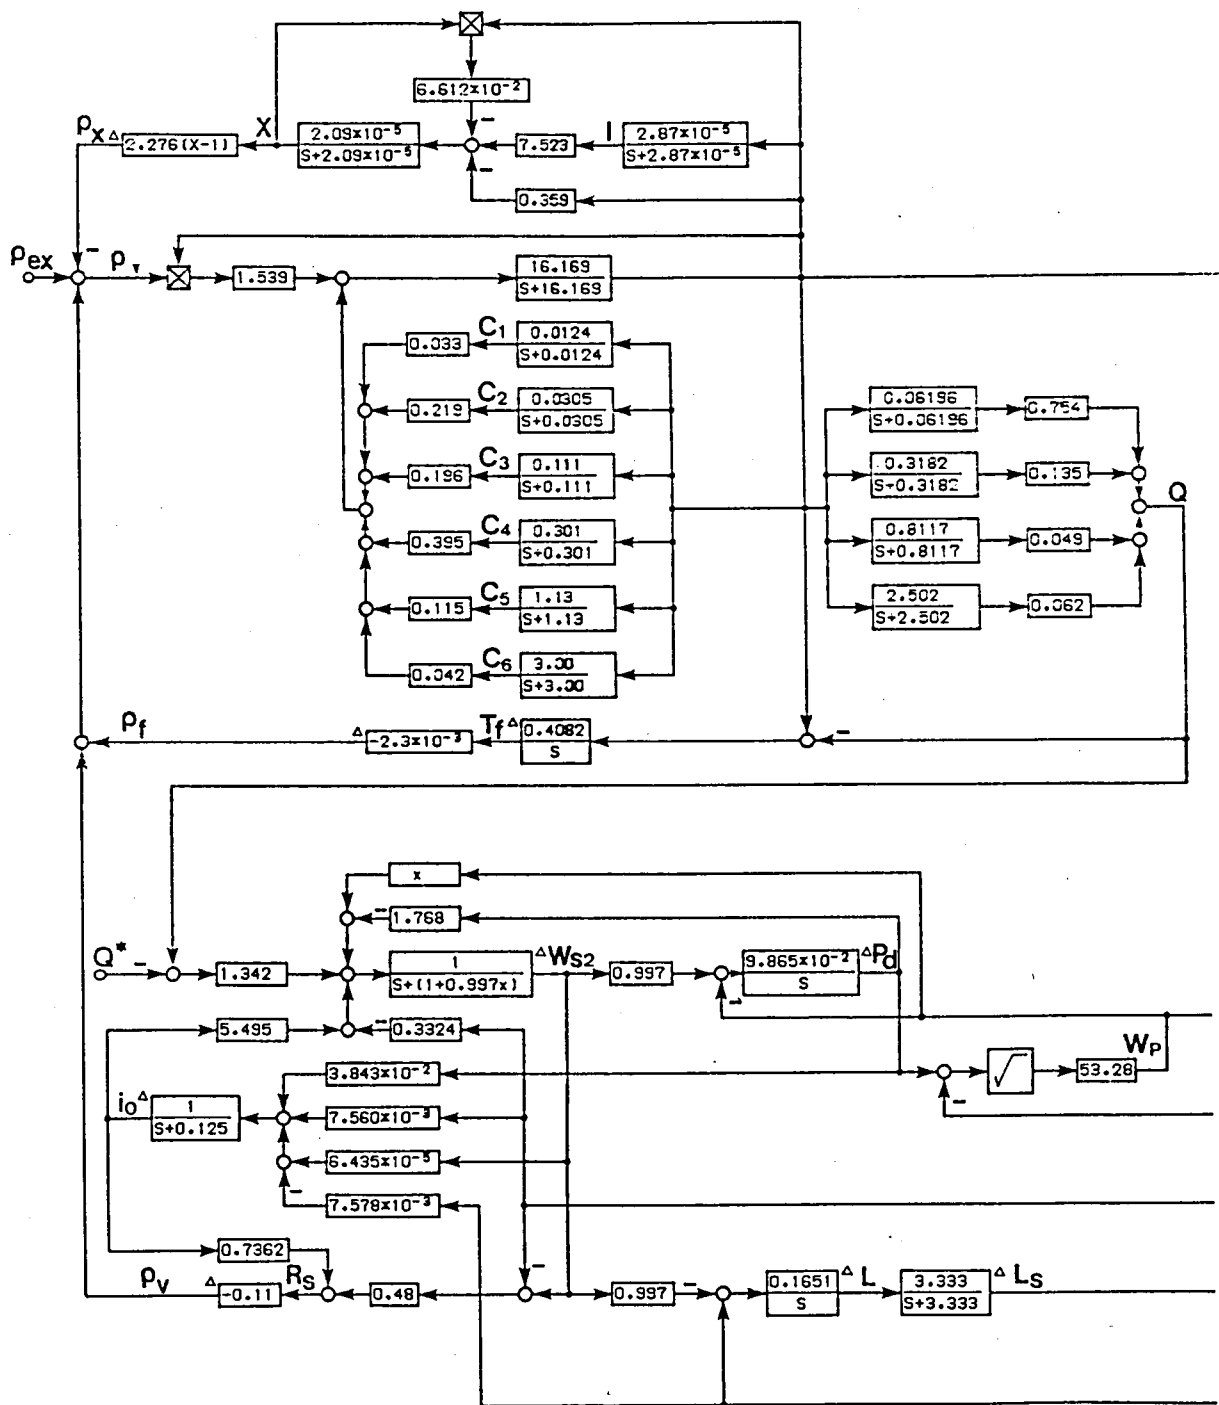 6.612×10⁻²
−
ρx Δ
2.276(X-1)
X
2.09×10⁻⁵
S+2.09×10⁻⁵
7.523
I
2.87×10⁻⁵
S+2.87×10⁻⁵
−
0.359
−
ρex
ρ
1.539
16.169
S+16.169
0.033
C1
0.0124
S+0.0124
0.219
C2
0.0305
S+0.0305
0.196
C3
0.111
S+0.111
0.395
C4
0.301
S+0.301
0.115
C5
1.13
S+1.13
0.042
C6
3.00
S+3.00
0.06196
S+0.06196
0.754
0.3182
S+0.3182
0.135
Q
0.8117
S+0.8117
0.049
2.502
S+2.502
0.062
ρf
Δ
-2.3×10⁻³
Tf Δ
0.4082
S
−
x
−
1.768
Q* −
1.342
1
S+(1+0.997x)
ΔWS2
0.997
9.865×10⁻²
S
ΔPd
−
5.495
−
0.3324
WP
53.28
√
−
3.843×10⁻²
io Δ
1
S+0.125
7.560×10⁻³
6.435×10⁻⁵
−
7.578×10⁻³
0.7362
ρv
Δ
-0.11
RS
0.48
−
0.997
−
0.1651
S
ΔL
3.333
S+3.333
ΔLS